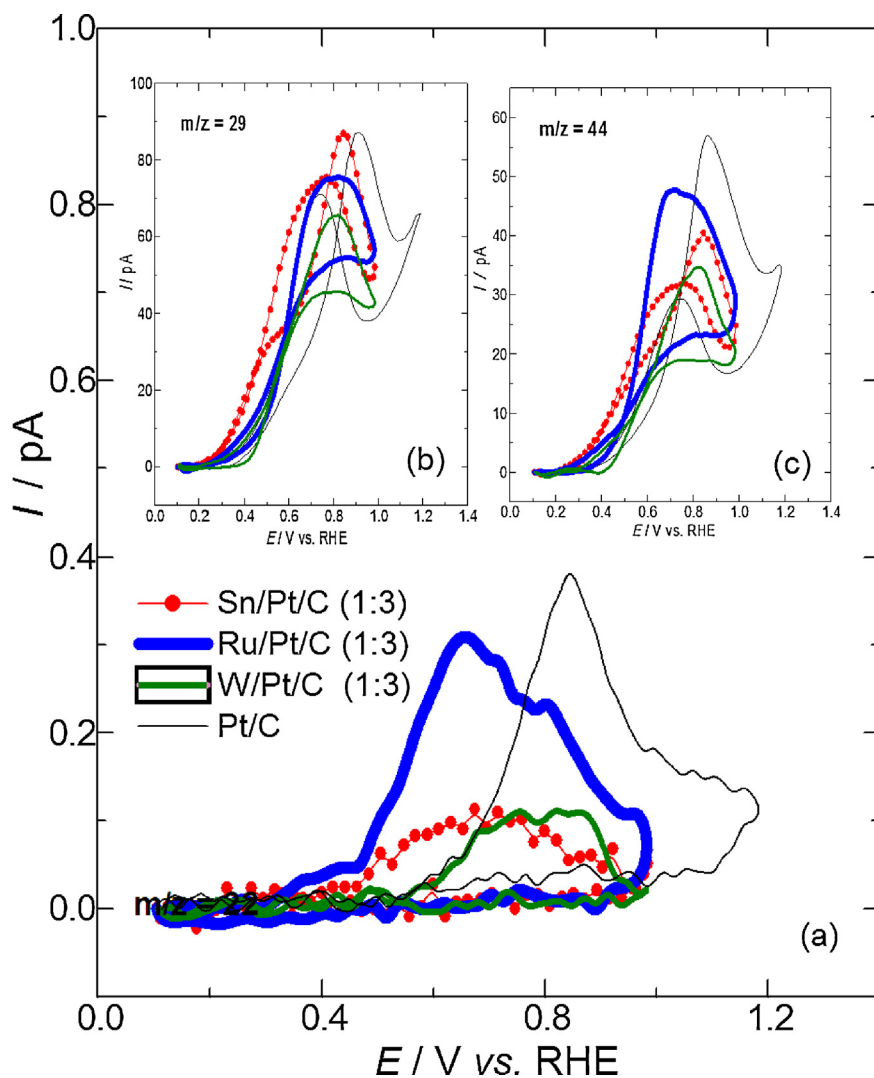 1.0
0.8
0.6
0.4
0.2
0.0
I / pA
0.0 0.4 0.8 1.2
E / V vs. RHE
m/z = 29
100
80
60
40
20
0
I / pA
0.0 0.2 0.4 0.6 0.8 1.0 1.2 1.4
E / V vs. RHE
(b)
m/z = 44
60
50
40
30
20
10
0
I / pA
0.0 0.2 0.4 0.6 0.8 1.0 1.2 1.4
E / V vs. RHE
(c)
Sn/Pt/C (1:3)
Ru/Pt/C (1:3)
W/Pt/C (1:3)
Pt/C
m/z = 22
(a)